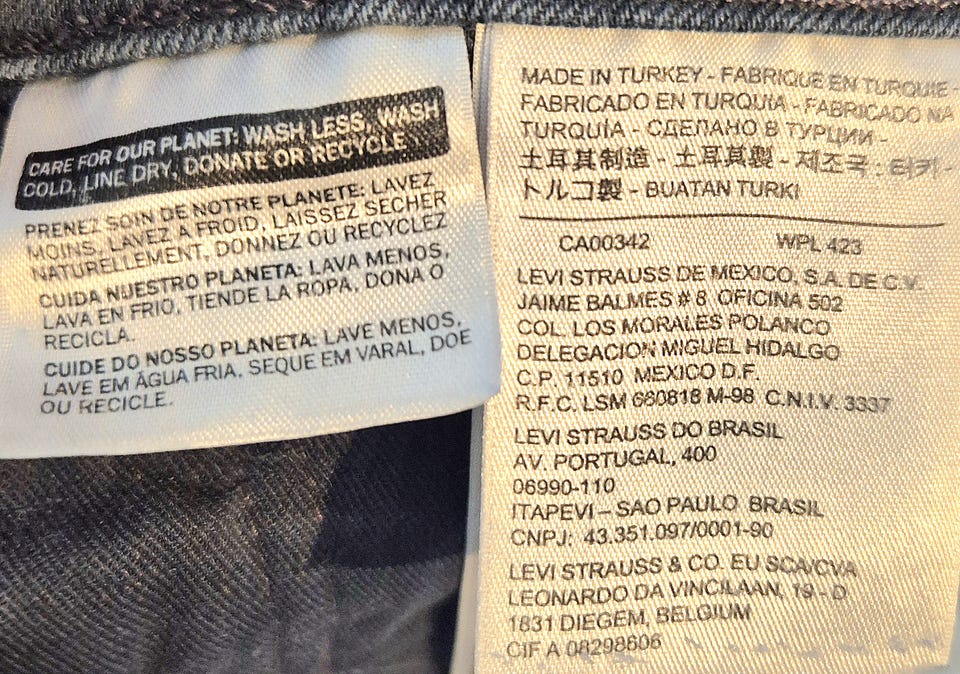 CARE FOR OUR PLANET: WASH LESS, WASH
COLD, LINE DRY, DONATE OR RECYCLE
PRENEZ SOIN DE NOTRE PLANETE: LAVEZ
MOINS, LAVEZ A FROID, LAISSEZ SECHER
NATURELLEMENT, DONNEZ OU RECYCLEZ
CUIDA NUESTRO PLANETA: LAVA MENOS,
LAVA EN FRIO, TIENDE LA ROPA, DONA O
RECICLA.
CUIDE DO NOSSO PLANETA: LAVE MENOS,
LAVE EM ÁGUA FRIA, SEQUE EM VARAL, DOE
OU RECICLE.
MADE IN TURKEY - FABRIQUE EN TURQUIE -
FABRICADO EN TURQUIA - FABRICADO NA
TURQUÍA - СДЕЛАНО В ТУРЦИИ -
土耳其制造 - 土耳其製 - 제조국 : 터키 -
トルコ製 - BUATAN TURKI
CA00342 WPL 423
LEVI STRAUSS DE MEXICO, S.A. DE C.V.
JAIME BALMES # 8 OFICINA 502
COL. LOS MORALES POLANCO
DELEGACION MIGUEL HIDALGO
C.P. 11510 MEXICO D.F.
R.F.C. LSM 660818 M-98 C.N.I.V. 3337
LEVI STRAUSS DO BRASIL
AV. PORTUGAL, 400
06990-110
ITAPEVI – SAO PAULO BRASIL
CNPJ: 43.351.097/0001-90
LEVI STRAUSS & CO. EU SCA/CVA
LEONARDO DA VINCILAAN, 19 - D
1831 DIEGEM, BELGIUM
CIF A 08298606